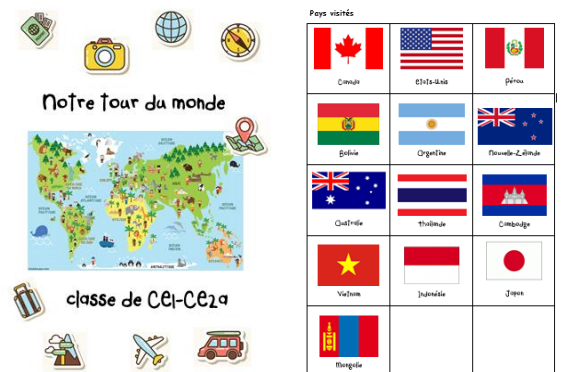 Notre tour du monde
classe de CE1-CE2a
Pays visités
Canada
Etats-Unis
Pérou
Bolivie
Argentine
Nouvelle-Zélande
Australie
Thaïlande
Cambodge
Vietnam
Indonésie
Japon
Mongolie